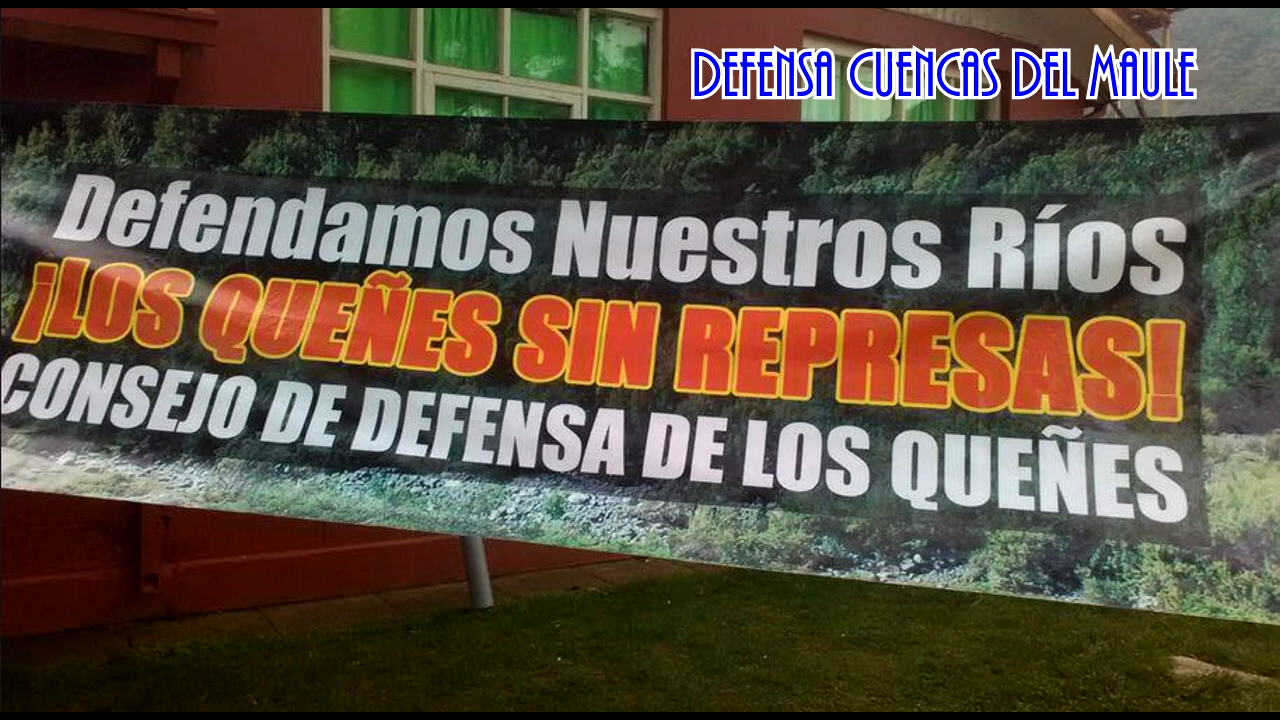 DEFENSA CUENCAS DEL MAULE
Defendamos Nuestros Ríos
¡LOS QUEÑES SIN REPRESAS!
CONSEJO DE DEFENSA DE LOS QUEÑES